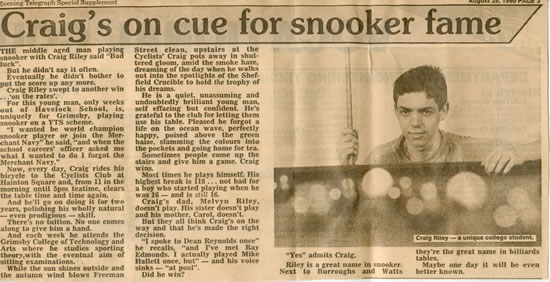 Evening Telegraph Special Supplement
August 28, 1990 PAGE 3
Craig's on cue for snooker fame
THE middle aged man playing
snooker with Craig Riley said "Bad
luck".
But he didn't say it often.
Eventually he didn't bother to
put the score up any more.
Craig Riley swept to another win
. . .'on the rates'.
For this young man, only weeks
out of Havelock School, is,
uniquely for Grimsby, playing
snooker on a YTS scheme.
"I wanted be world champion
snooker player or join the Mer-
chant Navy" he said, "and when the
school careers' officer asked me
what I wanted to do I forgot the
Merchant Navy."
Now, every day, Craig rides his
bicycle to the Cyclists Club at
Hainton Square and, from 11 in the
morning until 5pm teatime, clears
the table time and time again.
And he'll go on doing it for two
years, polishing his wholly natural
— even prodigious — skill.
There's no tuition. No one comes
along to give him a hand.
And each week he attends the
Grimsby College of Technology and
Arts where he studies sporting
theory,with the eventual aim of
sitting examinations.
While the sun shines outside and
the autumn wind blows Freeman
Street clean, upstairs at the
Cyclists' Craig pots away in shut-
tered gloom, amid the smoke haze,
dreaming of the day when he walks
out into the spotlights of the Shef-
field Crucible to hold the trophy of
his dreams.
He is a quiet, unassuming and
undoubtedly brilliant young man,
self effacing but confident. He's
grateful to the club for letting them
use his table. Pleased he forgot a
life on the ocean wave, perfectly
happy, poised above the green
baize, slamming the colours into
the pockets and going home for tea.
Sometimes people come up the
stairs and give him a game. Craig
wins.
Most times he plays himself. His
highest break is 118 . . . not bad for
a boy who started playing when he
was 16 — and is still 16.
Craig's dad, Melvyn Riley,
doesn't play. His sister doesn't play
and his mother, Carol, doesn't.
But they all think Craig's on the
way and that he's made the right
decision.
"I spoke to Dean Reynolds once"
he recalls, "and I've met Ray
Edmonds. I actually played Mike
Hallett once, but" — and his voice
sinks — "at pool".
Did he win?
Craig Riley — a unique college student.
"Yes" admits Craig.
Riley is a great name in snooker.
Next to Burroughs and Watts
they're the great name in billiards
tables.
Maybe one day it will be even
better known.